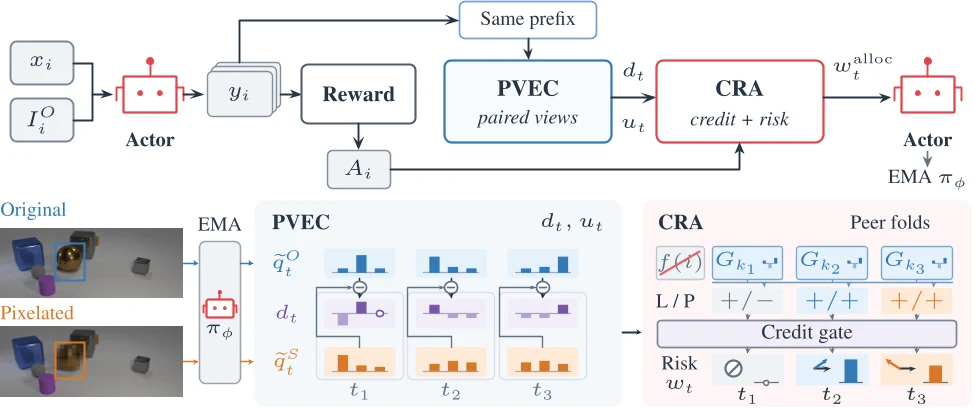 Same prefix
x_i
I_i^O
Actor
y_i
Reward
A_i
PVEC
paired views
d_t
u_t
CRA
credit + risk
w_t^alloc
Actor
EMA π_ϕ
Original
Pixelated
EMA
π_ϕ
PVEC
d_t , u_t
q̃_t^O
d_t
q̃_t^S
t_1 t_2 t_3
CRA
Peer folds
f(i) G_k1 G_k2 G_k3
L / P +/− +/+ +/+
Credit gate
Risk
w_t
t_1 t_2 t_3